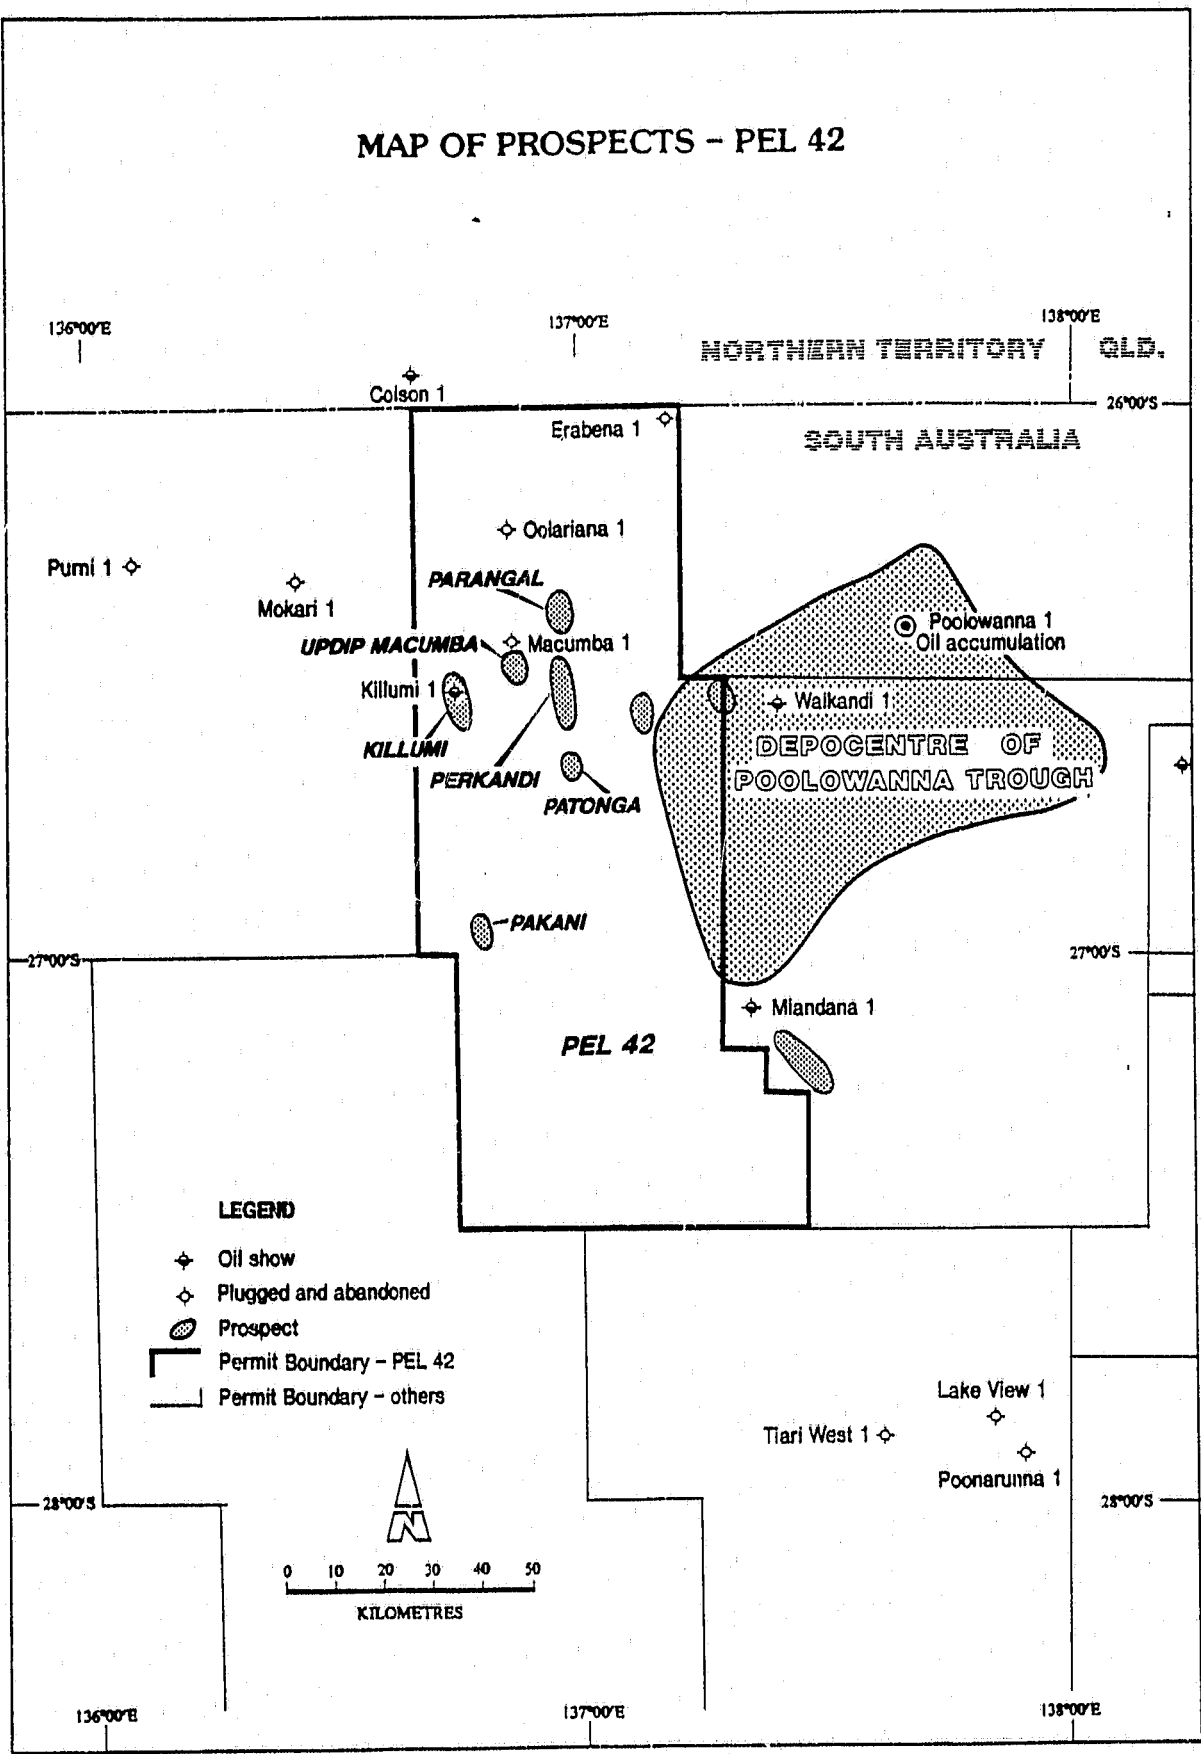 MAP OF PROSPECTS – PEL 42
136°00'E
137°00'E
138°00'E
NORTHERN TERRITORY
QLD.
Colson 1
26°00'S
Erabena 1
SOUTH AUSTRALIA
Oolariana 1
Purni 1
PARANGAL
Mokari 1
Poolowanna 1
Oil accumulation
UPDIP MACUMBA
Macumba 1
Killumi 1
Walkandi 1
KILLUMI
DEPOCENTRE OF
POOLOWANNA TROUGH
PERKANDI
PATONGA
PAKANI
27°00'S
27°00'S
Miandana 1
PEL 42
LEGEND
Oil show
Plugged and abandoned
Prospect
Permit Boundary – PEL 42
Permit Boundary – others
Lake View 1
Tiari West 1
Poonarunna 1
28°00'S
28°00'S
N
0 10 20 30 40 50
KILOMETRES
136°00'E
137°00'E
138°00'E